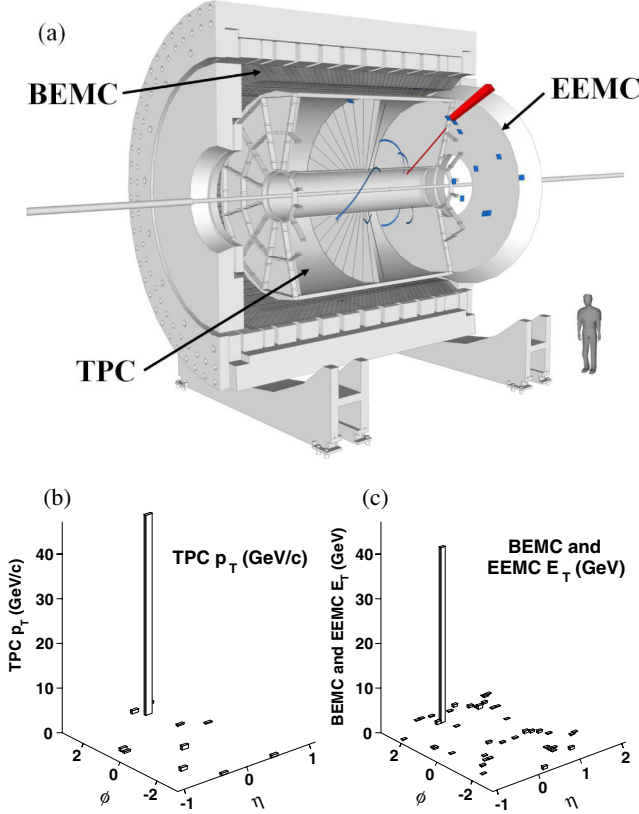 (a)
BEMC
EEMC
TPC
(b)
TPC p_T (GeV/c)
TPC p_T (GeV/c)
40
30
20
10
0
2
0
-2
ϕ
-1
0
1
η
(c)
BEMC and
EEMC E_T (GeV)
BEMC and EEMC E_T (GeV)
40
30
20
10
0
2
0
-2
ϕ
-1
0
1
2
η